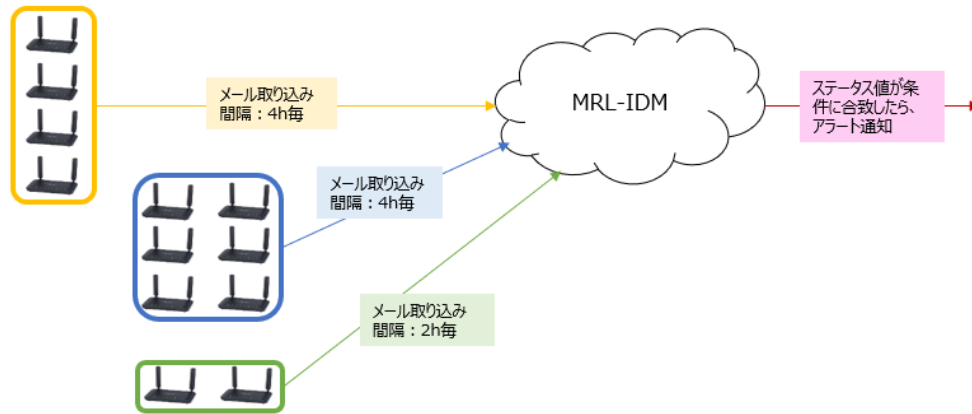 メール取り込み
間隔：4h毎
MRL-IDM
ステータス値が条
件に合致したら、
アラート通知
メール取り込み
間隔：4h毎
メール取り込み
間隔：2h毎